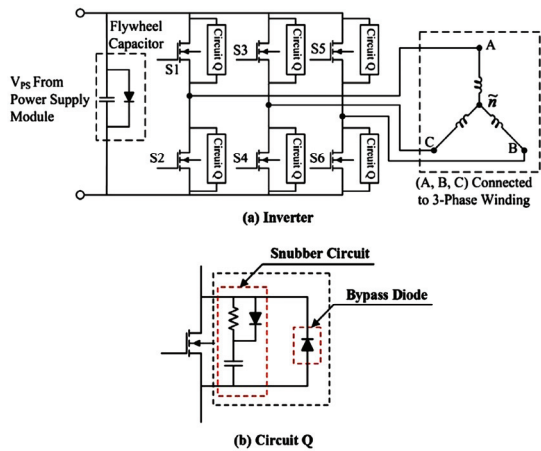 Flywheel
Capacitor
V_PS From
Power Supply
Module
S1
Circuit Q
S3
Circuit Q
S5
Circuit Q
S2
Circuit Q
S4
Circuit Q
S6
Circuit Q
A
ñ
C
B
(A, B, C) Connected
to 3-Phase Winding
(a) Inverter
Snubber Circuit
Bypass Diode
(b) Circuit Q